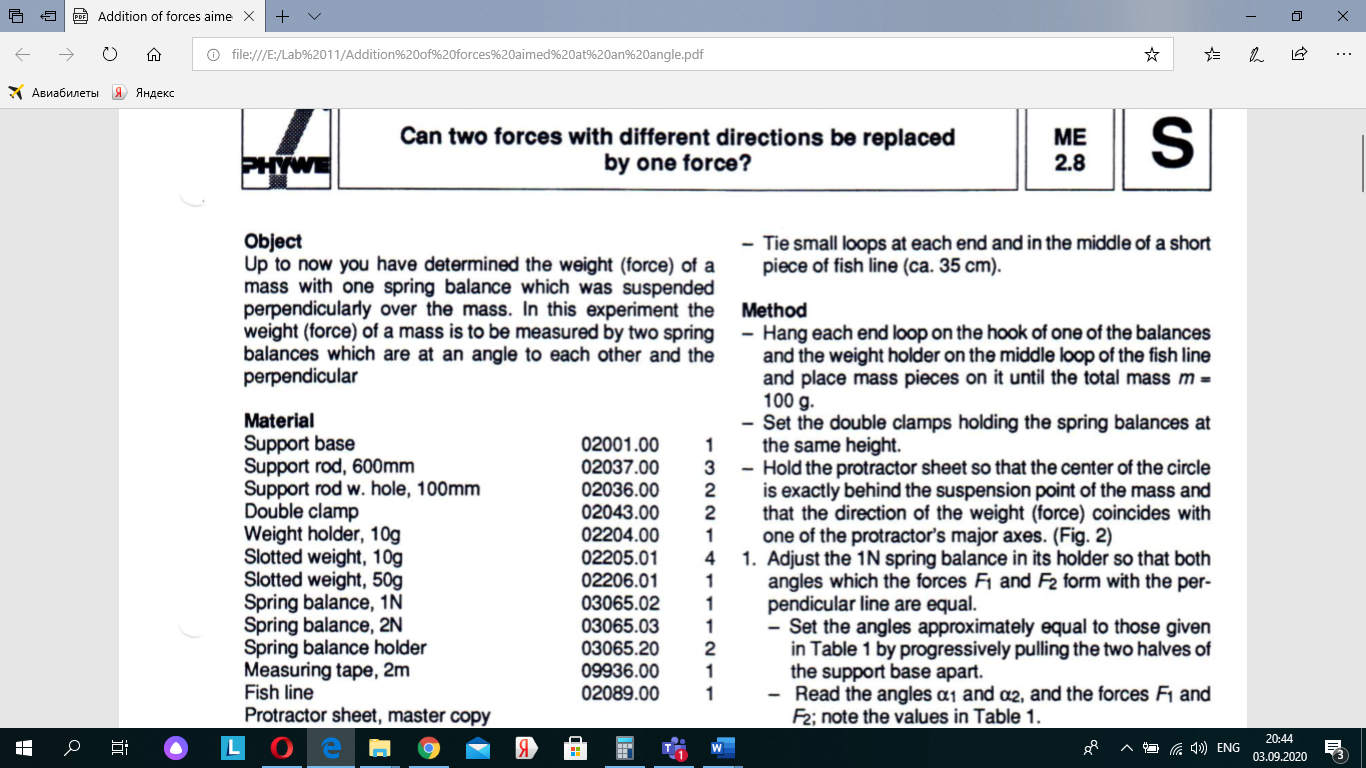 Addition of forces aime
file:///E:/Lab%2011/Addition%20of%20forces%20aimed%20at%20an%20angle.pdf
Авиабилеты
Яндекс
PHYWE
Can two forces with different directions be replaced
by one force?
ME
2.8
S
Object
Up to now you have determined the weight (force) of a
mass with one spring balance which was suspended
perpendicularly over the mass. In this experiment the
weight (force) of a mass is to be measured by two spring
balances which are at an angle to each other and the
perpendicular
Material
Support base 02001.00 1
Support rod, 600mm 02037.00 3
Support rod w. hole, 100mm 02036.00 2
Double clamp 02043.00 2
Weight holder, 10g 02204.00 1
Slotted weight, 10g 02205.01 4
Slotted weight, 50g 02206.01 1
Spring balance, 1N 03065.02 1
Spring balance, 2N 03065.03 1
Spring balance holder 03065.20 2
Measuring tape, 2m 09936.00 1
Fish line 02089.00 1
Protractor sheet, master copy
– Tie small loops at each end and in the middle of a short
piece of fish line (ca. 35 cm).
Method
– Hang each end loop on the hook of one of the balances
and the weight holder on the middle loop of the fish line
and place mass pieces on it until the total mass m =
100 g.
– Set the double clamps holding the spring balances at
the same height.
– Hold the protractor sheet so that the center of the circle
is exactly behind the suspension point of the mass and
that the direction of the weight (force) coincides with
one of the protractor's major axes. (Fig. 2)
1. Adjust the 1N spring balance in its holder so that both
angles which the forces F1 and F2 form with the per-
pendicular line are equal.
– Set the angles approximately equal to those given
in Table 1 by progressively pulling the two halves of
the support base apart.
– Read the angles α1 and α2, and the forces F1 and
F2; note the values in Table 1.
ENG
20:44
03.09.2020